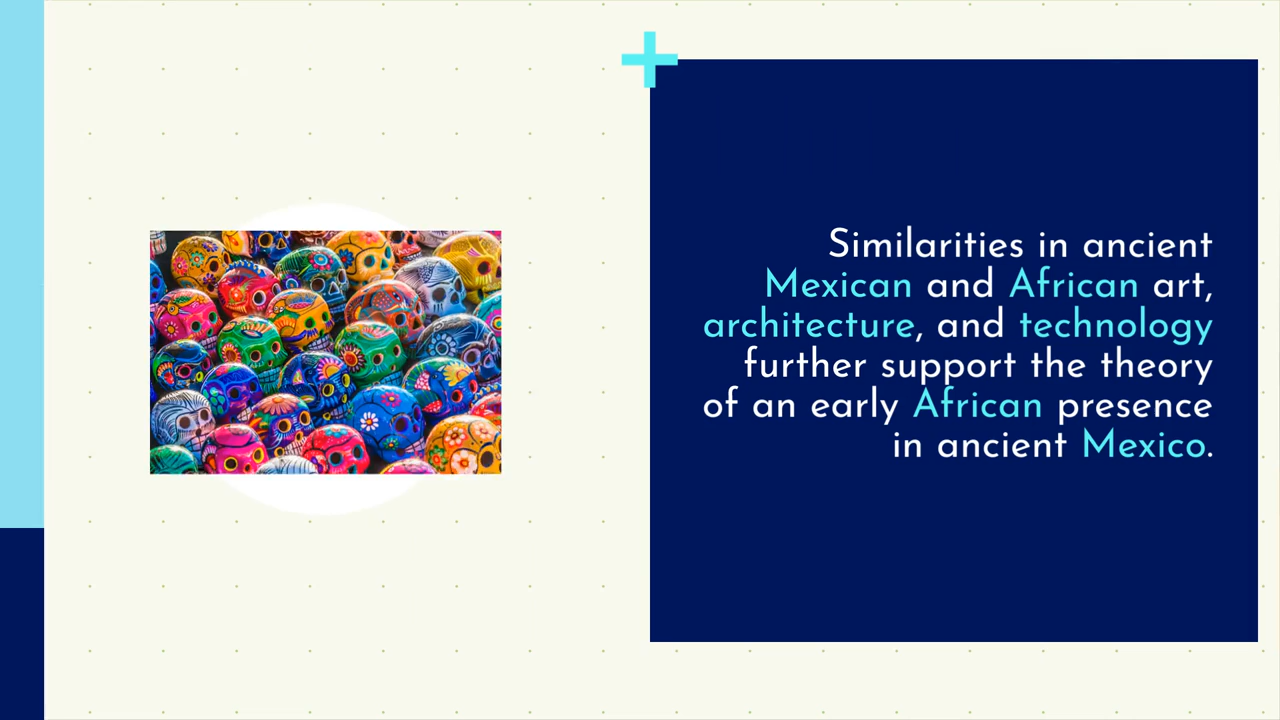 Similarities in ancient
Mexican and African art,
architecture, and technology
further support the theory
of an early African presence
in ancient Mexico.